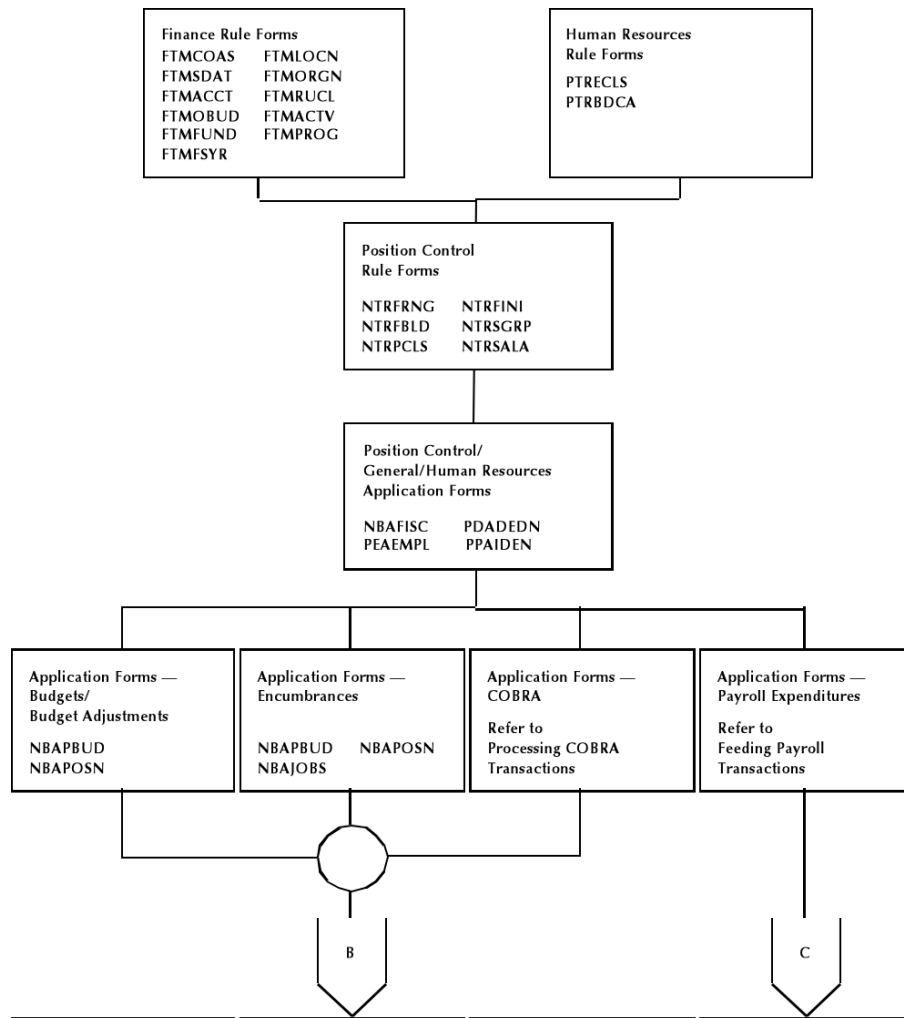 Finance Rule Forms
FTMCOAS FTMLOCN
FTMSDAT FTMORGN
FTMACCT FTMRUCL
FTMOBUD FTMACTV
FTMFUND FTMPROG
FTMFSYR
Human Resources
Rule Forms
PTRECLS
PTRBDCA
Position Control
Rule Forms
NTRFRNG NTRFINI
NTRFBLD NTRSGRP
NTRPCLS NTRSALA
Position Control/
General/Human Resources
Application Forms
NBAFISC PDADEDN
PEAEMPL PPAIDEN
Application Forms —
Budgets/
Budget Adjustments
NBAPBUD
NBAPOSN
Application Forms —
Encumbrances
NBAPBUD NBAPOSN
NBAJOBS
Application Forms —
COBRA
Refer to
Processing COBRA
Transactions
Application Forms —
Payroll Expenditures
Refer to
Feeding Payroll
Transactions
B
C